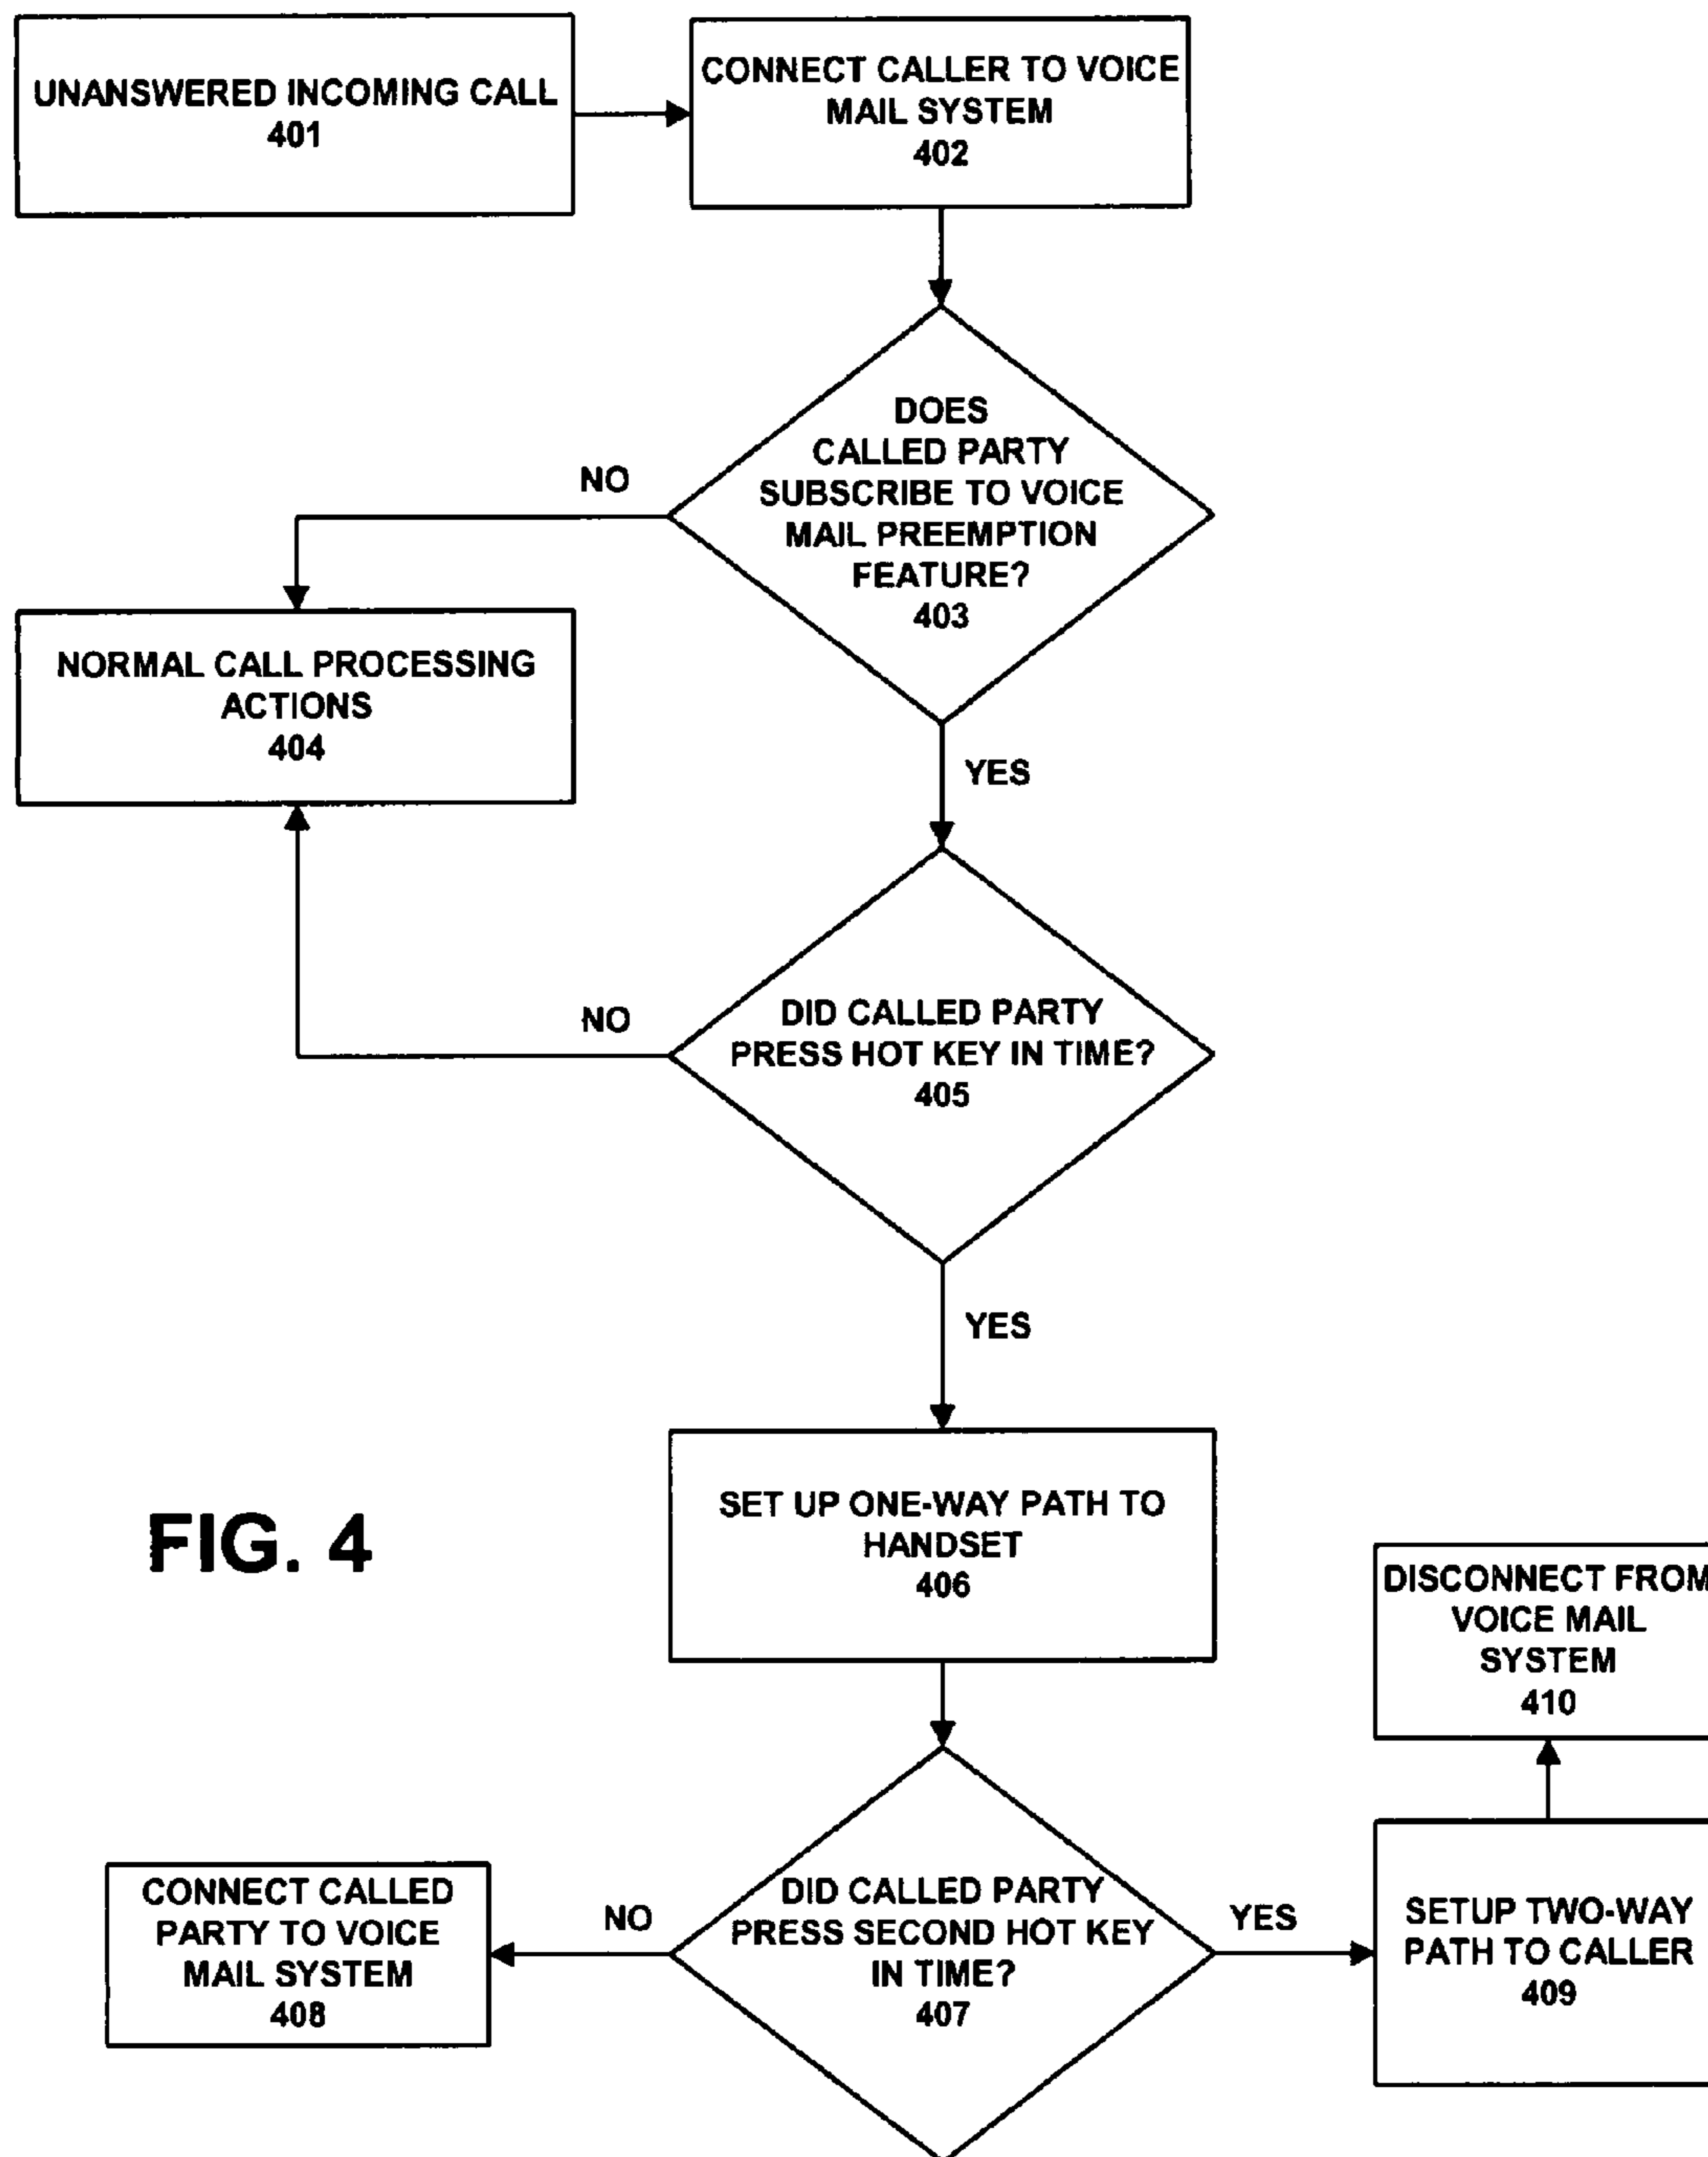 UNANSWERED INCOMING CALL
401
CONNECT CALLER TO VOICE
MAIL SYSTEM
402
DOES
CALLED PARTY
SUBSCRIBE TO VOICE
MAIL PREEMPTION
FEATURE?
403
NO
NORMAL CALL PROCESSING
ACTIONS
404
YES
DID CALLED PARTY
PRESS HOT KEY IN TIME?
405
NO
YES
SET UP ONE-WAY PATH TO
HANDSET
406
FIG. 4
DISCONNECT FROM
VOICE MAIL
SYSTEM
410
DID CALLED PARTY
PRESS SECOND HOT KEY
IN TIME?
407
NO
CONNECT CALLED
PARTY TO VOICE
MAIL SYSTEM
408
YES
SETUP TWO-WAY
PATH TO CALLER
409